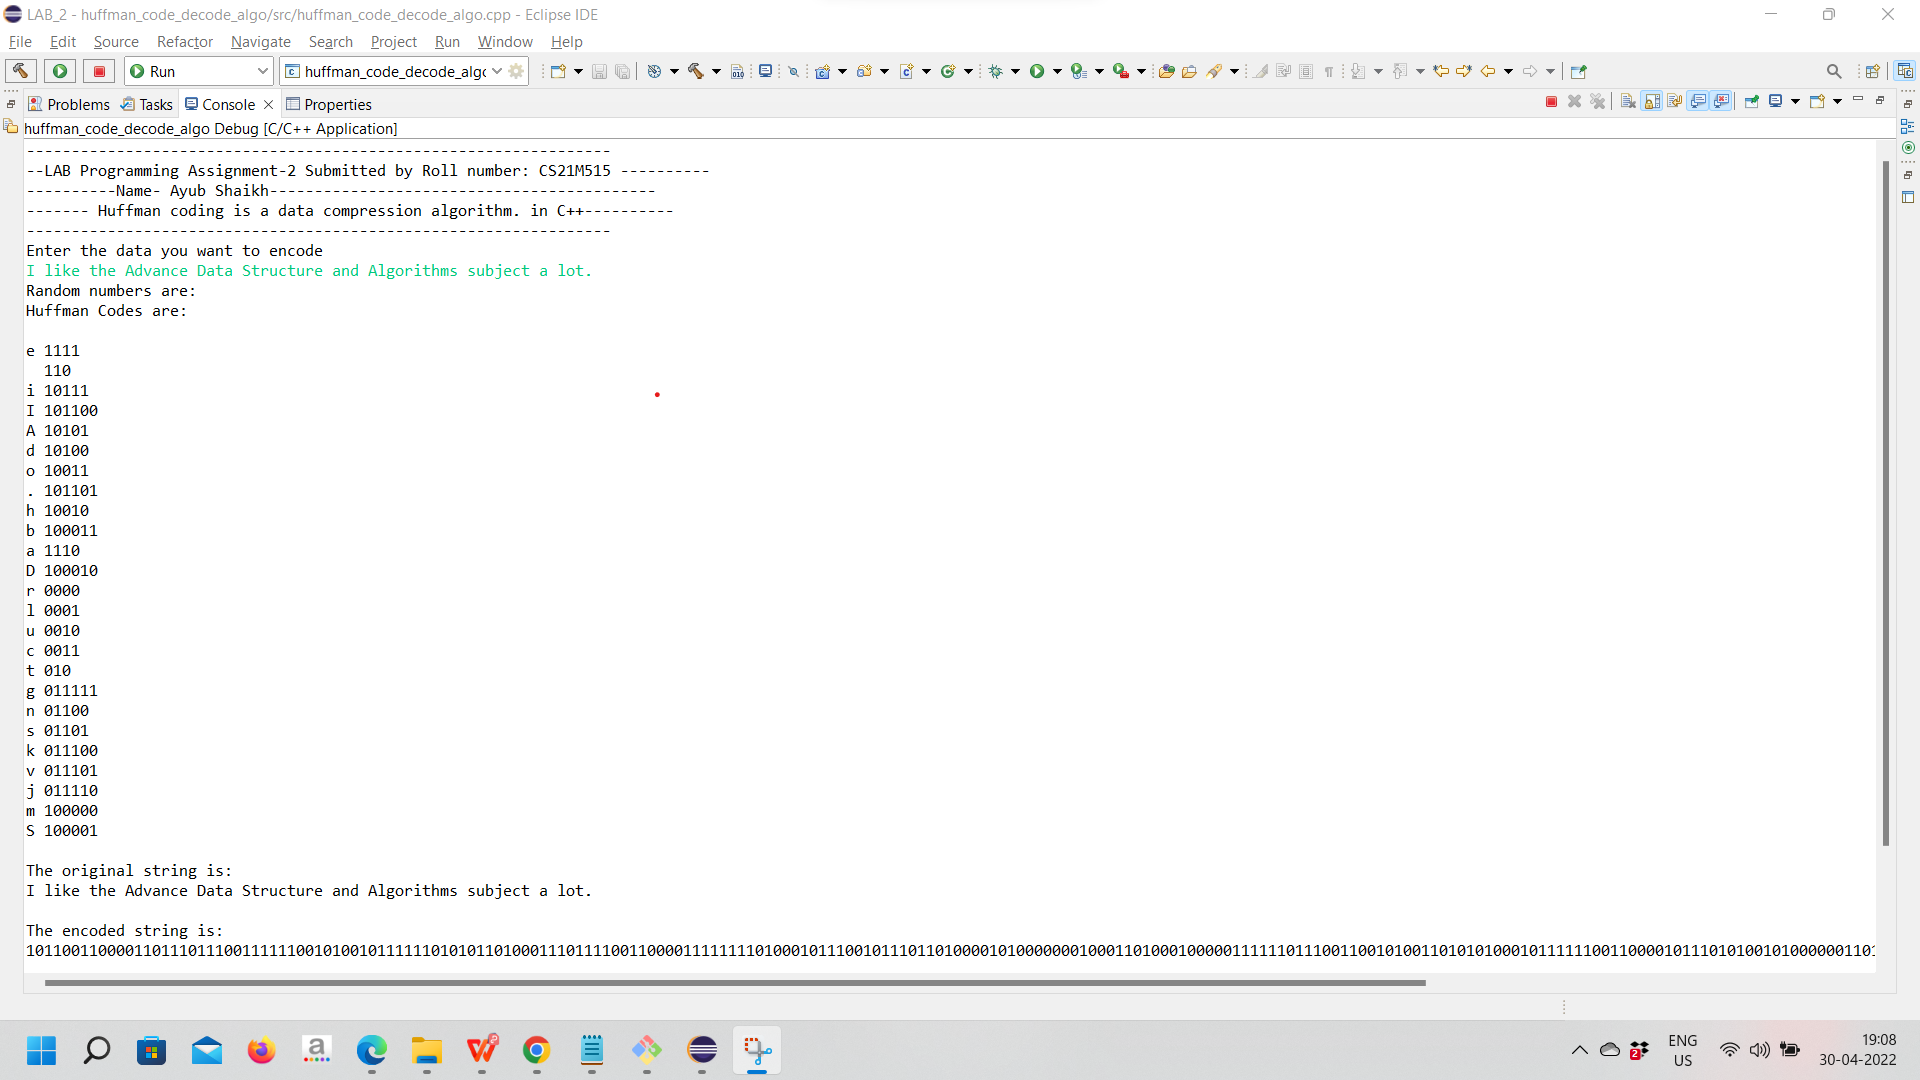 LAB_2 - huffman_code_decode_algo/src/huffman_code_decode_algo.cpp - Eclipse IDE
File Edit Source Refactor Navigate Search Project Run Window Help
Run huffman_code_decode_algo
Problems Tasks Console Properties
huffman_code_decode_algo Debug [C/C++ Application]
--------------------------------------------------------------------
--LAB Programming Assignment-2 Submitted by Roll number: CS21M515 ----------
----------Name- Ayub Shaikh-------------------------------------------
------- Huffman coding is a data compression algorithm. in C++----------
--------------------------------------------------------------------
Enter the data you want to encode
I like the Advance Data Structure and Algorithms subject a lot.
Random numbers are:
Huffman Codes are:
e 1111
110
i 10111
I 101100
A 10101
d 10100
o 10011
. 101101
h 10010
b 100011
a 1110
D 100010
r 0000
l 0001
u 0010
c 0011
t 010
g 011111
n 01100
s 01101
k 011100
v 011101
j 011110
m 100000
S 100001
The original string is:
I like the Advance Data Structure and Algorithms subject a lot.
The encoded string is:
ENG
US
2
19:08
30-04-2022